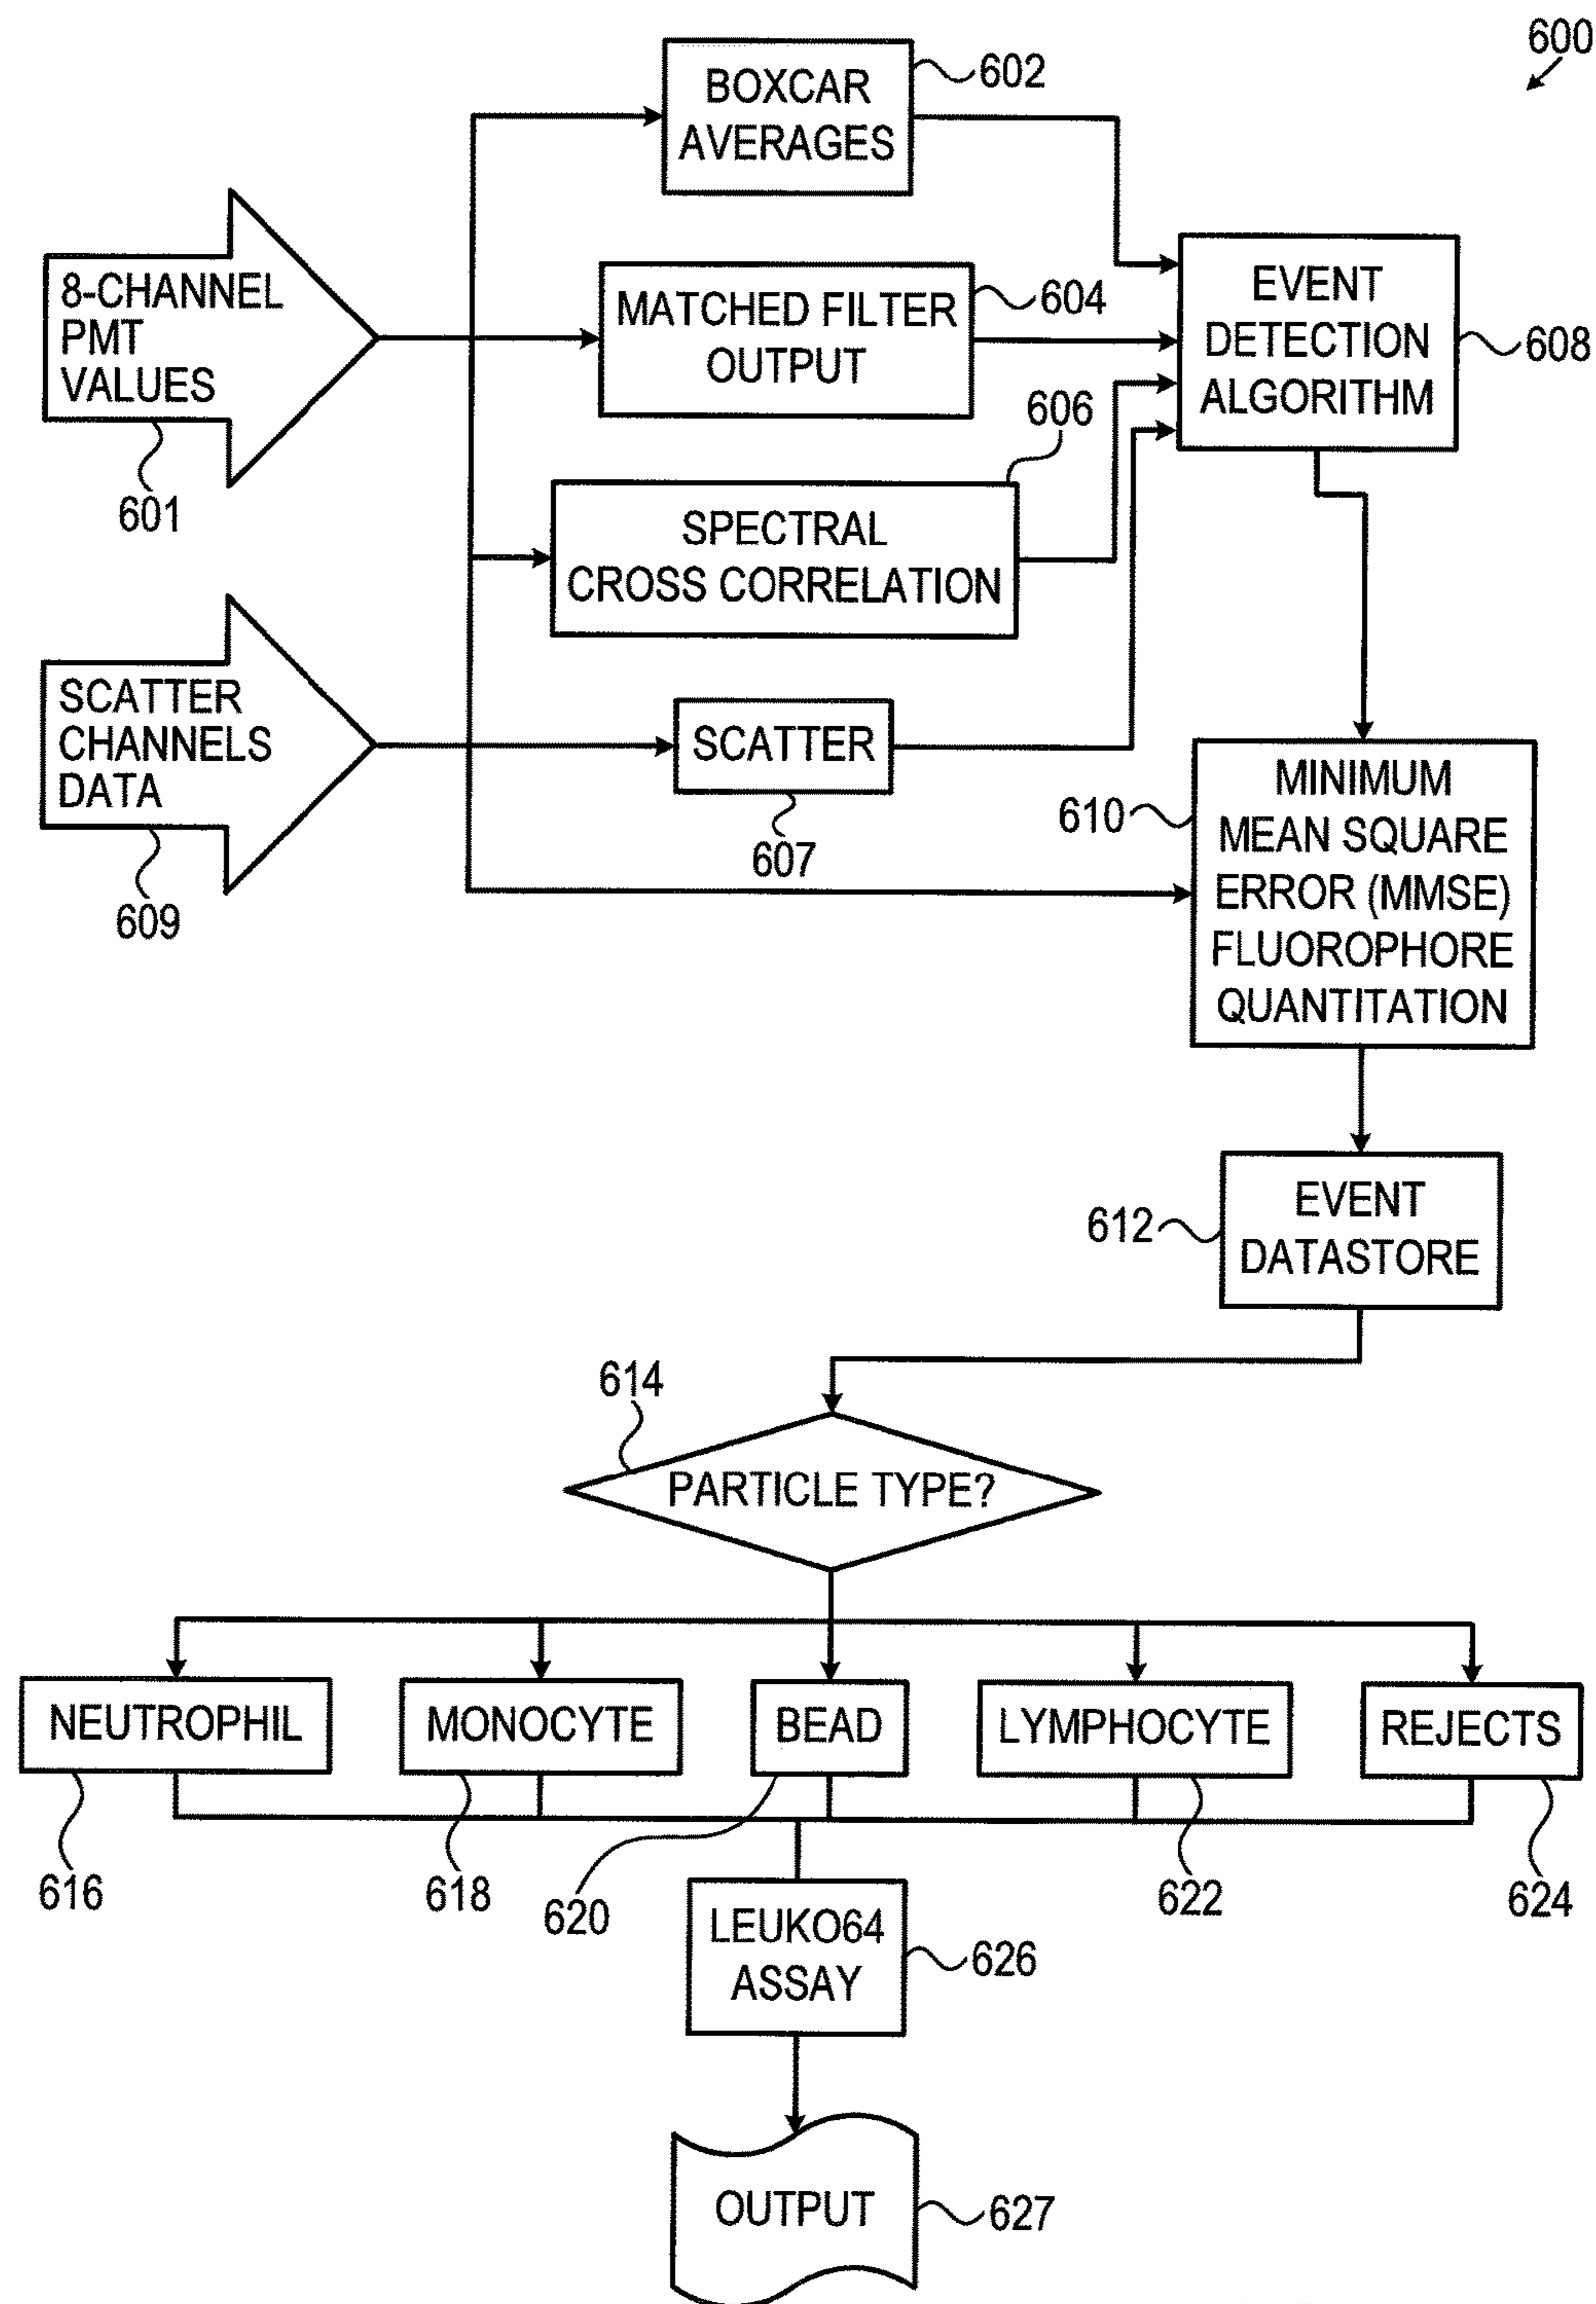 600
BOXCAR
AVERAGES
602
8-CHANNEL
PMT
VALUES
601
MATCHED FILTER
OUTPUT
604
EVENT
DETECTION
ALGORITHM
608
606
SPECTRAL
CROSS CORRELATION
SCATTER
CHANNELS
DATA
609
SCATTER
607
610
MINIMUM
MEAN SQUARE
ERROR (MMSE)
FLUOROPHORE
QUANTITATION
612
EVENT
DATASTORE
614
PARTICLE TYPE?
NEUTROPHIL
MONOCYTE
BEAD
LYMPHOCYTE
REJECTS
616
618
620
622
624
LEUKO64
ASSAY
626
OUTPUT
627